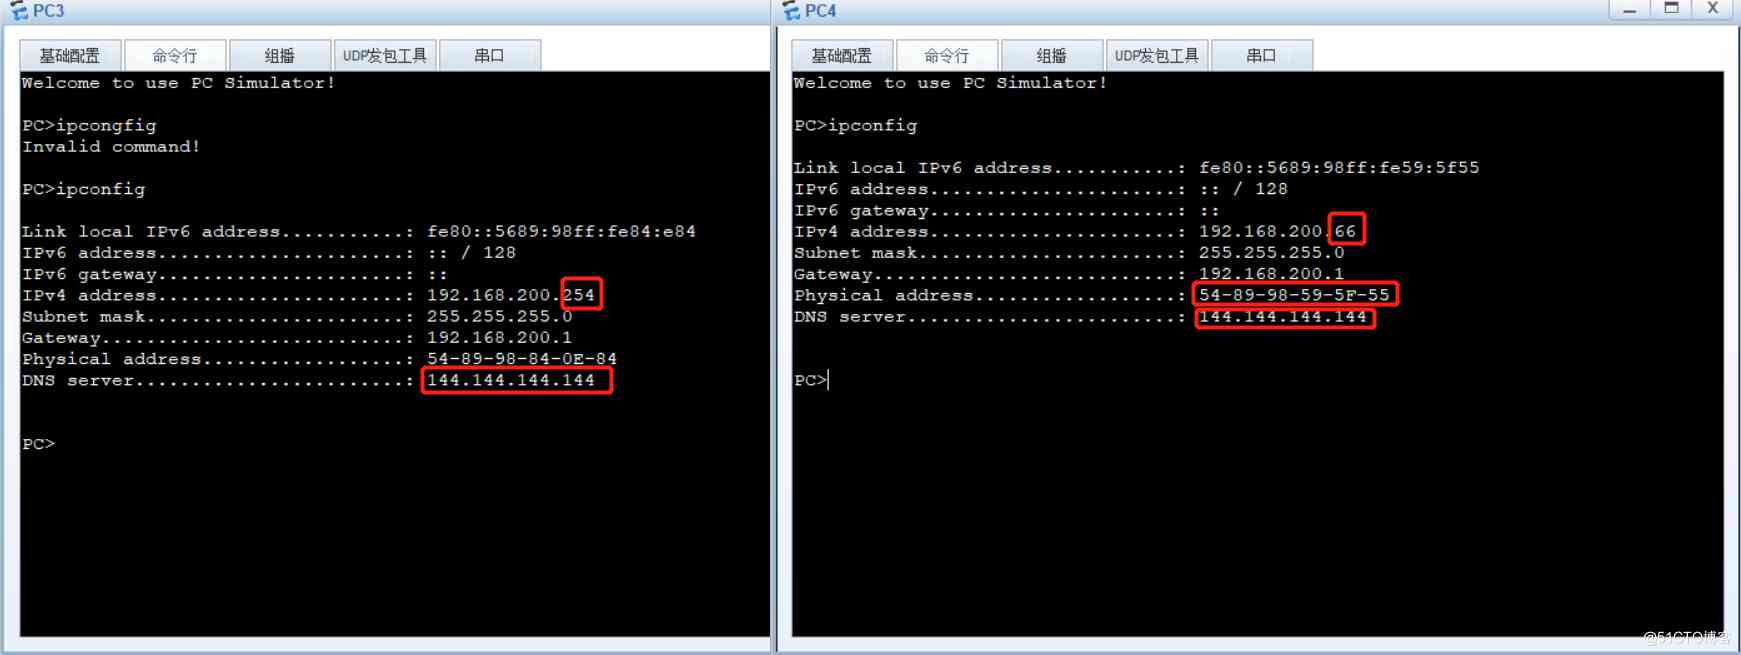 PC3
基础配置 命令行 组播 UDP发包工具 串口
Welcome to use PC Simulator!
PC>ipcongfig
Invalid command!
PC>ipconfig
Link local IPv6 address...........: fe80::5689:98ff:fe84:e84
IPv6 address......................: :: / 128
IPv6 gateway......................: ::
IPv4 address......................: 192.168.200.254
Subnet mask.......................: 255.255.255.0
Gateway...........................: 192.168.200.1
Physical address..................: 54-89-98-84-0E-84
DNS server........................: 144.144.144.144
PC>
PC4
基础配置 命令行 组播 UDP发包工具 串口
Welcome to use PC Simulator!
PC>ipconfig
Link local IPv6 address...........: fe80::5689:98ff:fe59:5f55
IPv6 address......................: :: / 128
IPv6 gateway......................: ::
IPv4 address......................: 192.168.200.66
Subnet mask.......................: 255.255.255.0
Gateway...........................: 192.168.200.1
Physical address..................: 54-89-98-59-5F-55
DNS server........................: 144.144.144.144
PC>
@51CTO博客